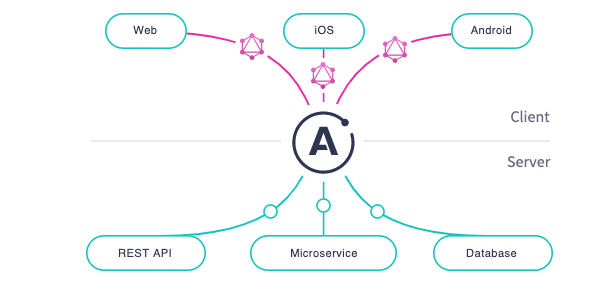 Web
iOS
Android
Client
A
Server
REST API
Microservice
Database